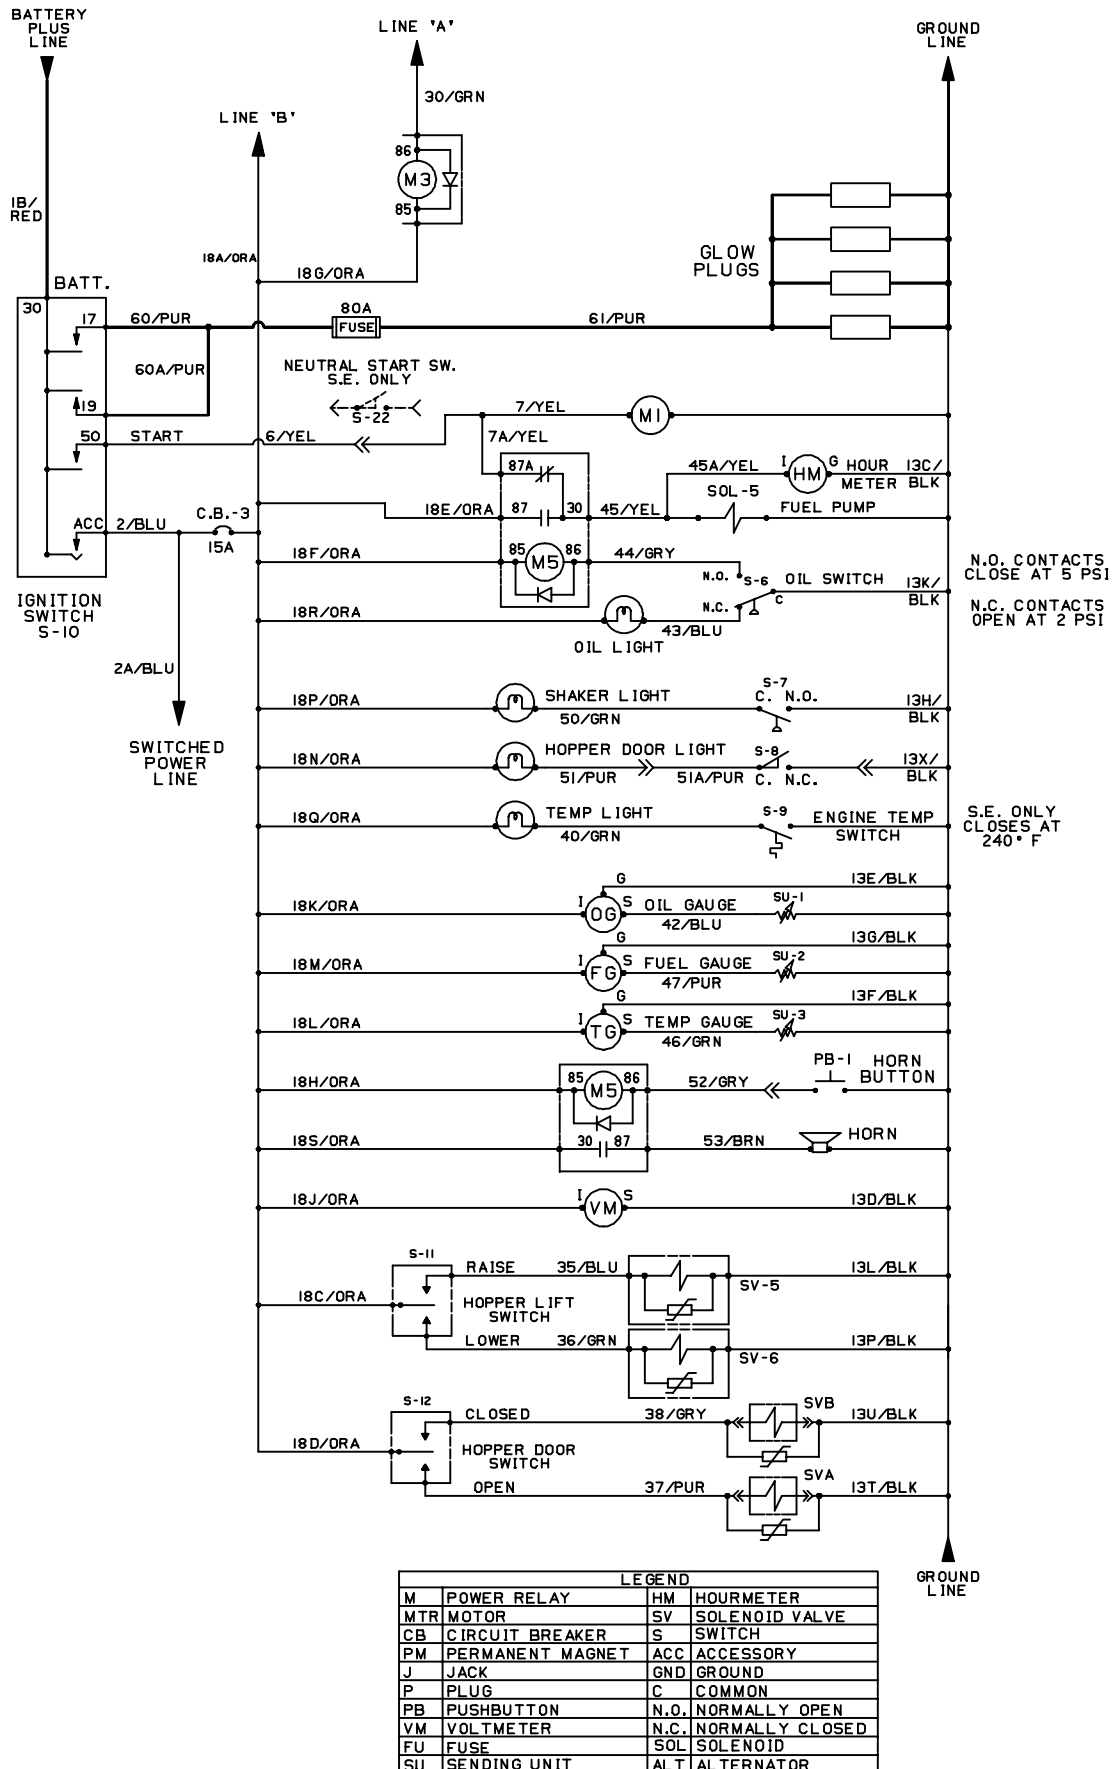 BATTERY
PLUS
LINE
LINE 'A'
GROUND
LINE
30/GRN
LINE 'B'
86
M3
85
1B/
RED
18A/ORA
18G/ORA
GLOW
PLUGS
BATT.
30
17
60/PUR
80A
FUSE
61/PUR
60A/PUR
NEUTRAL START SW.
S.E. ONLY
S-22
19
7/YEL
M1
50
START
6/YEL
7A/YEL
87A
45A/YEL
I
HM
G
HOUR
METER
13C/
BLK
SOL-5
FUEL PUMP
18E/ORA
87
30
45/YEL
ACC
2/BLU
C.B.-3
15A
18F/ORA
85
M5
86
44/GRY
N.O.
S-6
OIL SWITCH
C
N.C.
13K/
BLK
N.O. CONTACTS
CLOSE AT 5 PSI
N.C. CONTACTS
OPEN AT 2 PSI
IGNITION
SWITCH
S-10
18R/ORA
43/BLU
OIL LIGHT
2A/BLU
SWITCHED
POWER
LINE
18P/ORA
SHAKER LIGHT
50/GRN
S-7
C. N.O.
13H/
BLK
18N/ORA
HOPPER DOOR LIGHT
51/PUR
51A/PUR
S-8
C. N.C.
13X/
BLK
18Q/ORA
TEMP LIGHT
40/GRN
S-9
ENGINE TEMP
SWITCH
S.E. ONLY
CLOSES AT
240° F
G
13E/BLK
18K/ORA
I
OG
S
OIL GAUGE
42/BLU
SU-1
G
13G/BLK
18M/ORA
I
FG
S
FUEL GAUGE
47/PUR
SU-2
G
13F/BLK
18L/ORA
I
TG
S
TEMP GAUGE
46/GRN
SU-3
18H/ORA
85
M5
86
52/GRY
PB-1
HORN
BUTTON
18S/ORA
30
87
53/BRN
HORN
18J/ORA
I
VM
S
13D/BLK
S-11
RAISE
35/BLU
SV-5
13L/BLK
18C/ORA
HOPPER LIFT
SWITCH
LOWER
36/GRN
SV-6
13P/BLK
S-12
CLOSED
38/GRY
SVB
13U/BLK
18D/ORA
HOPPER DOOR
SWITCH
OPEN
37/PUR
SVA
13T/BLK
GROUND
LINE
LEGEND
M POWER RELAY HM HOURMETER
MTR MOTOR SV SOLENOID VALVE
CB CIRCUIT BREAKER S SWITCH
PM PERMANENT MAGNET ACC ACCESSORY
J JACK GND GROUND
P PLUG C COMMON
PB PUSHBUTTON N.O. NORMALLY OPEN
VM VOLTMETER N.C. NORMALLY CLOSED
FU FUSE SOL SOLENOID
SU SENDING UNIT ALT ALTERNATOR